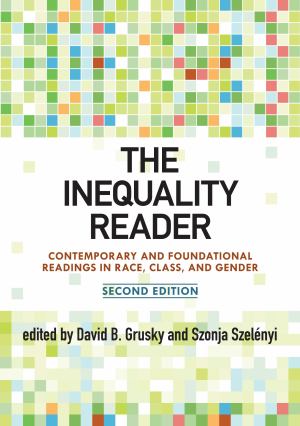 THE
INEQUALITY
READER
CONTEMPORARY AND FOUNDATIONAL
READINGS IN RACE, CLASS, AND GENDER
SECOND EDITION
edited by David B. Grusky and Szonja Szelényi